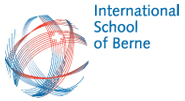 International
School
of Berne